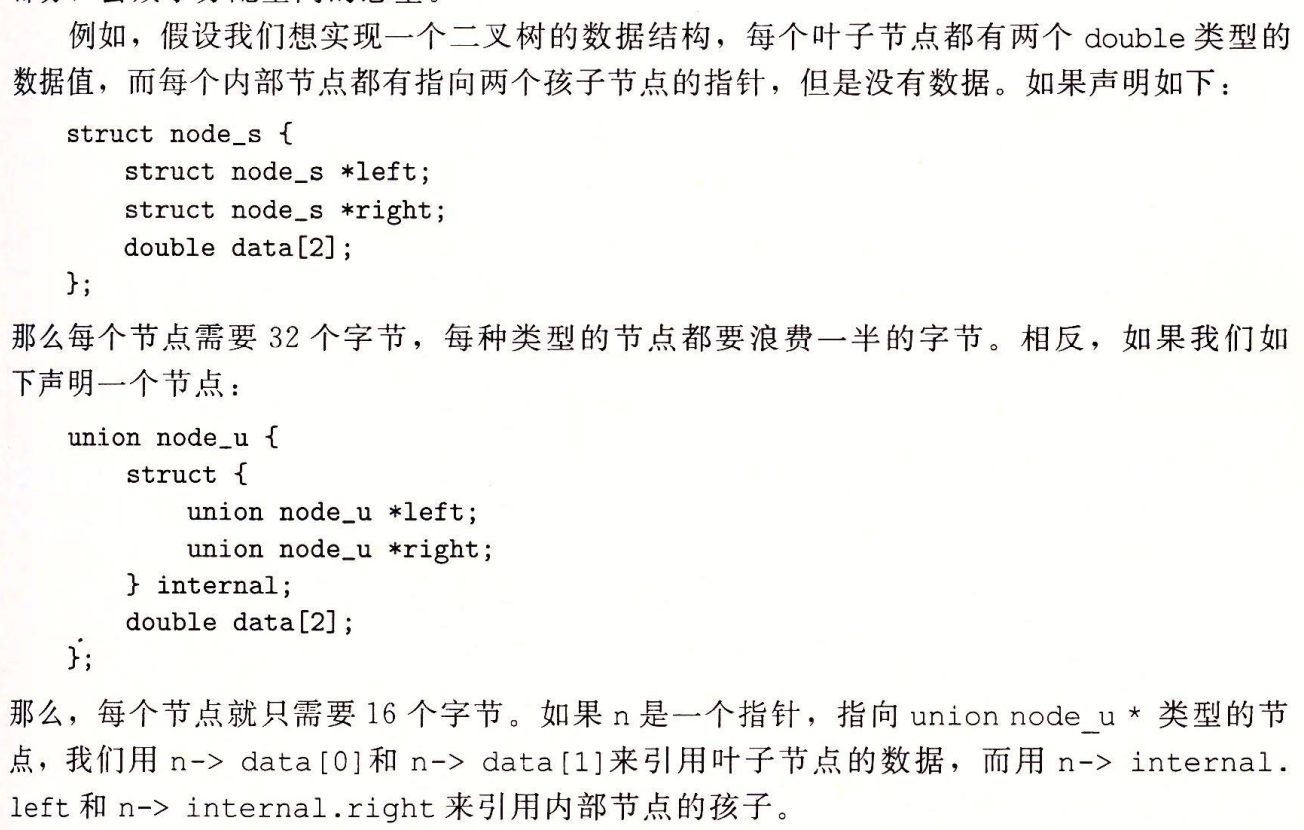 例如，假设我们想实现一个二叉树的数据结构，每个叶子节点都有两个 double 类型的
数据值，而每个内部节点都有指向两个孩子节点的指针，但是没有数据。如果声明如下：
struct node_s {
    struct node_s *left;
    struct node_s *right;
    double data[2];
};
那么每个节点需要 32 个字节，每种类型的节点都要浪费一半的字节。相反，如果我们如
下声明一个节点：
union node_u {
    struct {
        union node_u *left;
        union node_u *right;
    } internal;
    double data[2];
};
那么，每个节点就只需要 16 个字节。如果 n 是一个指针，指向 union node_u * 类型的节
点，我们用 n-> data[0]和 n-> data[1]来引用叶子节点的数据，而用 n-> internal.
left 和 n-> internal.right 来引用内部节点的孩子。